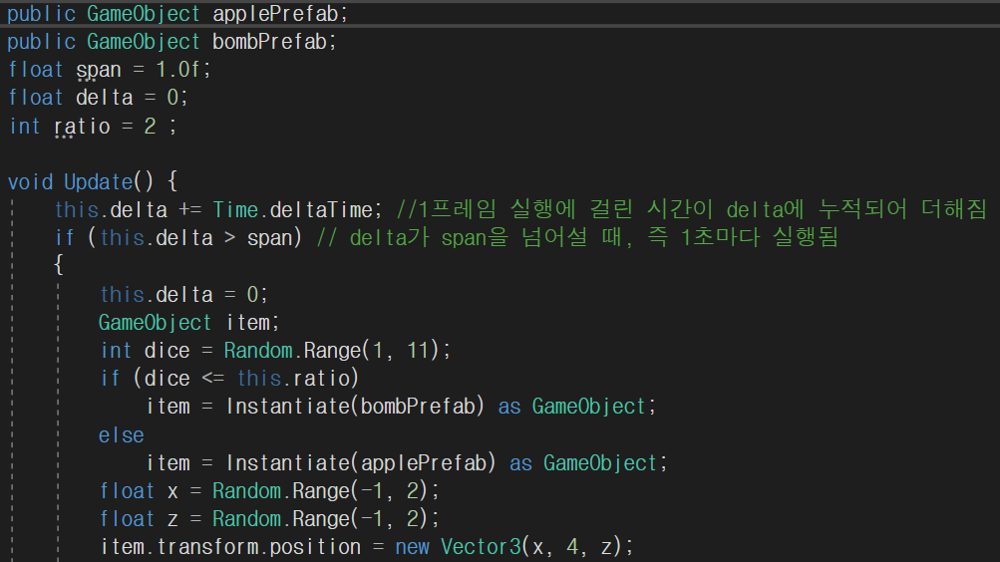 public GameObject applePrefab;
public GameObject bombPrefab;
float span = 1.0f;
float delta = 0;
int ratio = 2 ;
void Update() {
this.delta += Time.deltaTime; //1프레임 실행에 걸린 시간이 delta에 누적되어 더해짐
if (this.delta > span) // delta가 span을 넘어설 때, 즉 1초마다 실행됨
{
this.delta = 0;
GameObject item;
int dice = Random.Range(1, 11);
if (dice <= this.ratio)
item = Instantiate(bombPrefab) as GameObject;
else
item = Instantiate(applePrefab) as GameObject;
float x = Random.Range(-1, 2);
float z = Random.Range(-1, 2);
item.transform.position = new Vector3(x, 4, z);